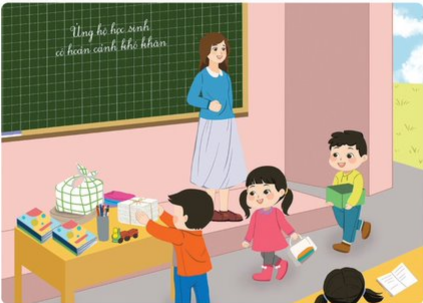 Ủng hộ học sinh
có hoàn cảnh khó khăn